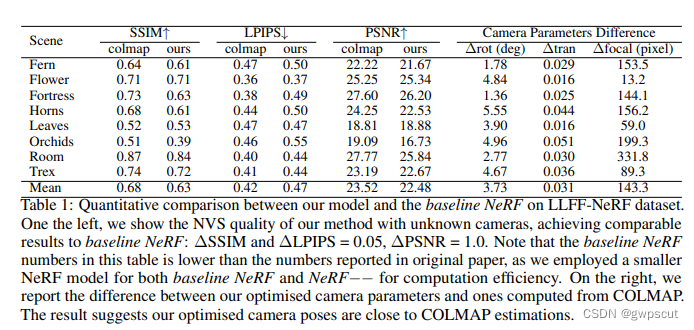 Scene SSIM↑ LPIPS↓ PSNR↑ Camera Parameters Difference
colmap ours colmap ours colmap ours Δrot (deg) Δtran Δfocal (pixel)
Fern 0.64 0.61 0.47 0.50 22.22 21.67 1.78 0.029 153.5
Flower 0.71 0.71 0.36 0.37 25.25 25.34 4.84 0.016 13.2
Fortress 0.73 0.63 0.38 0.49 27.60 26.20 1.36 0.025 144.1
Horns 0.68 0.61 0.44 0.50 24.25 22.53 5.55 0.044 156.2
Leaves 0.52 0.53 0.47 0.47 18.81 18.88 3.90 0.016 59.0
Orchids 0.51 0.39 0.46 0.55 19.09 16.73 4.96 0.051 199.3
Room 0.87 0.84 0.40 0.44 27.77 25.84 2.77 0.030 331.8
Trex 0.74 0.72 0.41 0.44 23.19 22.67 4.67 0.036 89.3
Mean 0.68 0.63 0.42 0.47 23.52 22.48 3.73 0.031 143.3
Table 1: Quantitative comparison between our model and the baseline NeRF on LLFF-NeRF dataset.
One the left, we show the NVS quality of our method with unknown cameras, achieving comparable
results to baseline NeRF: ΔSSIM and ΔLPIPS = 0.05, ΔPSNR = 1.0. Note that the baseline NeRF
numbers in this table is lower than the numbers reported in original paper, as we employed a smaller
NeRF model for both baseline NeRF and NeRF−− for computation efficiency. On the right, we
report the difference between our optimised camera parameters and ones computed from COLMAP.
The result suggests our optimised camera poses are close to COLMAP estimations.
CSDN @gwpscut